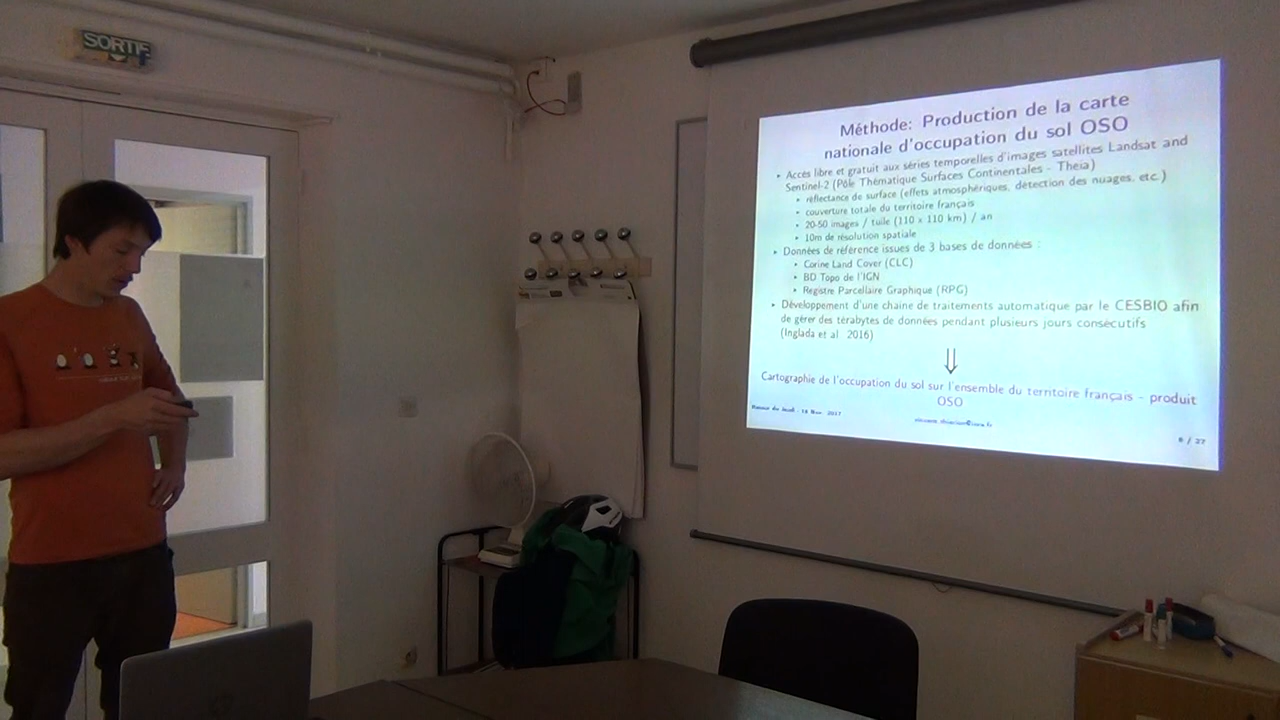 SORTIE
Méthode: Production de la carte
nationale d'occupation du sol OSO
Accès libre et gratuit aux séries temporelles d'images satellites Landsat and
Sentinel-2 (Pôle Thématique Surfaces Continentales - Theia)
réflectance de surface (effets atmosphériques, détection des nuages, etc.)
couverture totale du territoire français
20-50 images / tuile (110 x 110 km) / an
10m de résolution spatiale
Données de référence issues de 3 bases de données :
Corine Land Cover (CLC)
BD Topo de l'IGN
Registre Parcellaire Graphique (RPG)
Développement d'une chaine de traitements automatique par le CESBIO afin
de gérer des térabytes de données pendant plusieurs jours consécutifs
(Inglada et al 2016)
⇓
Cartographie de l'occupation du sol sur l'ensemble du territoire français - produit
OSO
2017
/ 27